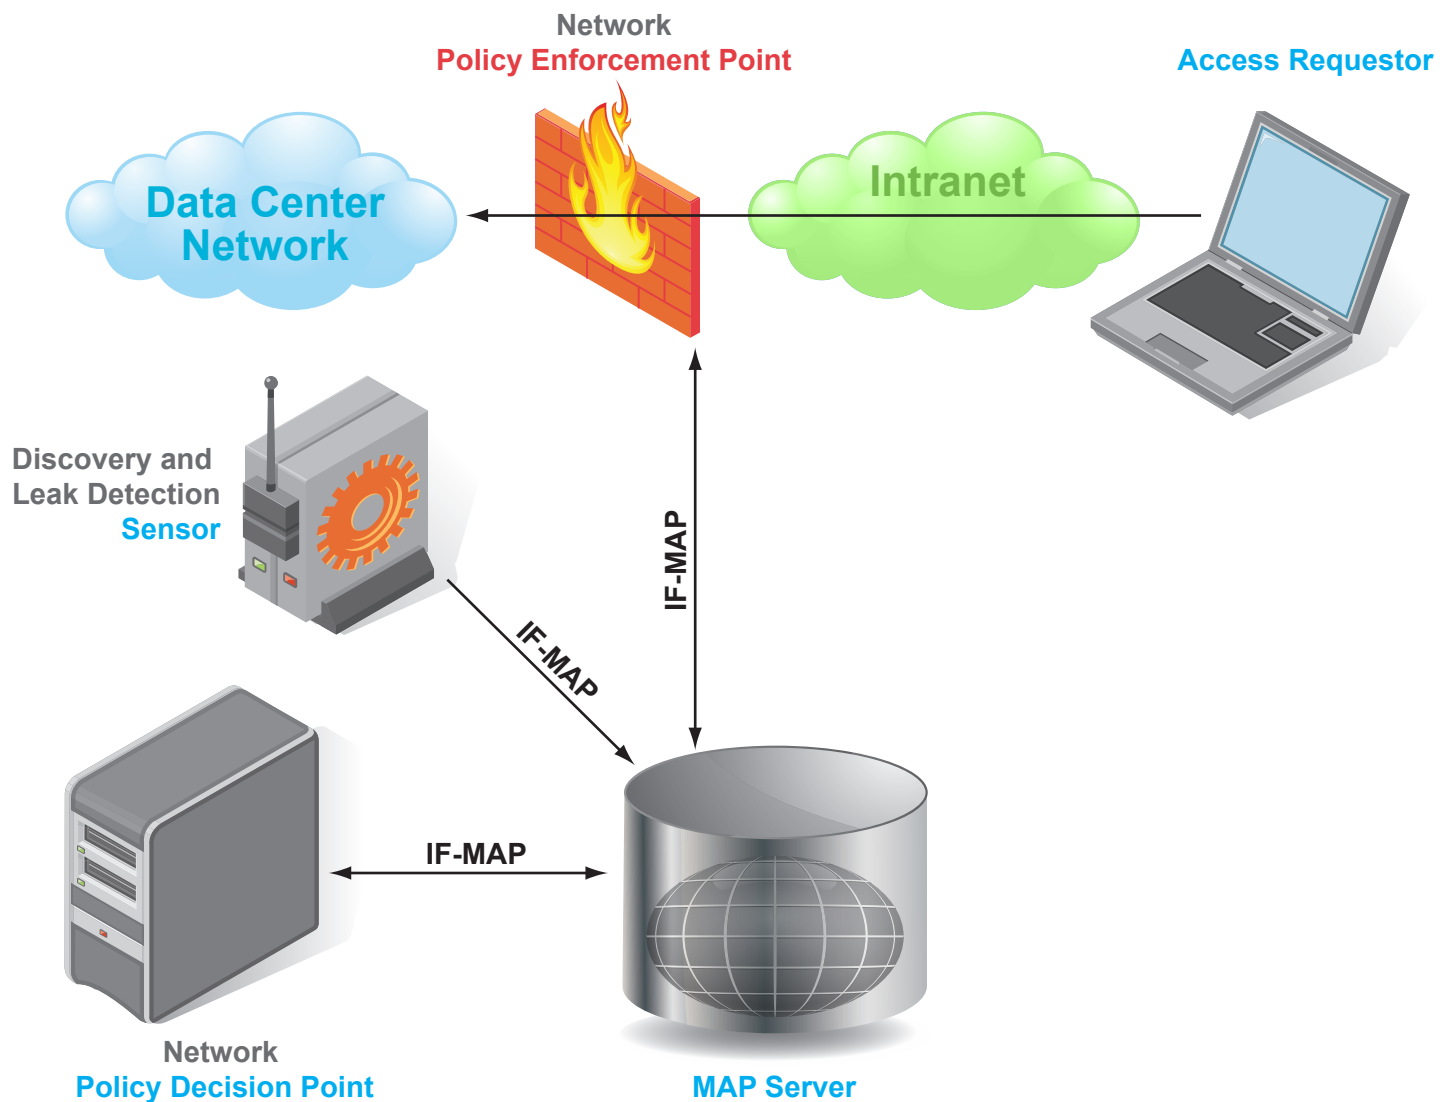 Network
Policy Enforcement Point
Access Requestor
Data Center
Network
Intranet
Discovery and
Leak Detection
Sensor
IF-MAP
IF-MAP
IF-MAP
Network
Policy Decision Point
MAP Server